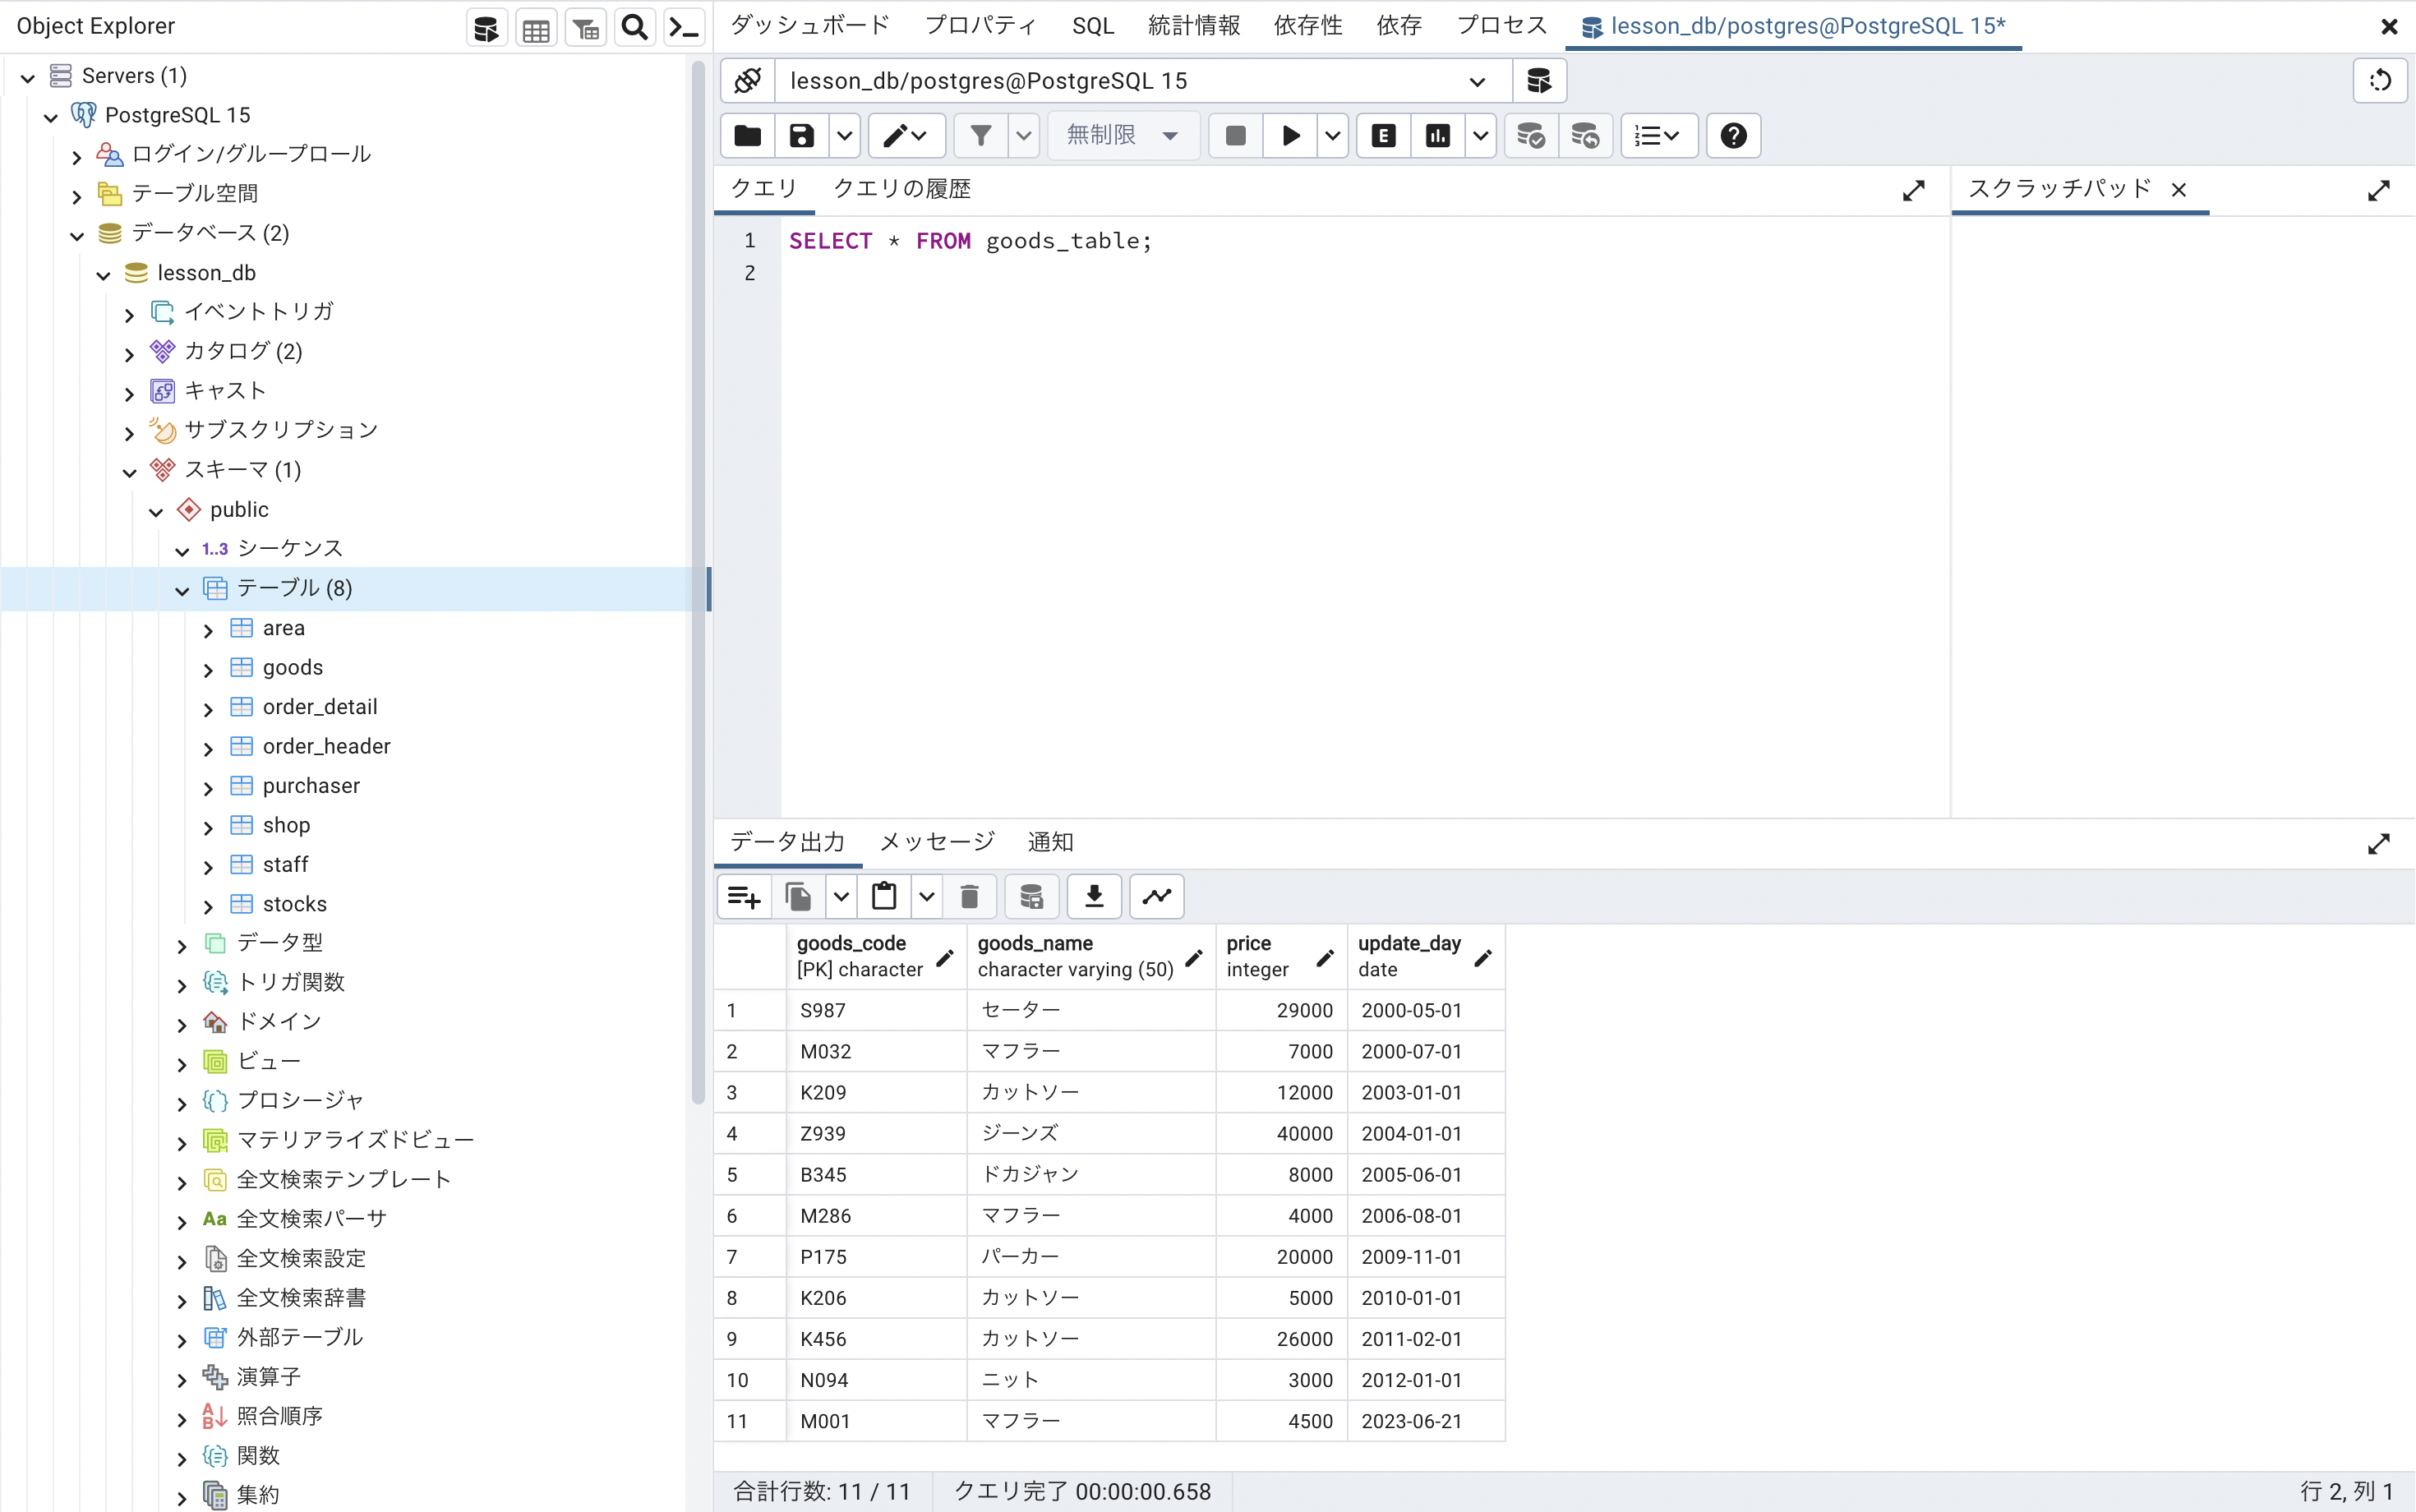 Object Explorer
Servers (1)
PostgreSQL 15
ログイン/グループロール
テーブル空間
データベース (2)
lesson_db
イベントトリガ
カタログ (2)
キャスト
サブスクリプション
スキーマ (1)
public
1..3 シーケンス
テーブル (8)
area
goods
order_detail
order_header
purchaser
shop
staff
stocks
データ型
トリガ関数
ドメイン
ビュー
プロシージャ
マテリアライズドビュー
全文検索テンプレート
Aa 全文検索パーサ
全文検索設定
全文検索辞書
外部テーブル
演算子
照合順序
関数
集約
ダッシュボード プロパティ SQL 統計情報 依存性 依存 プロセス lesson_db/postgres@PostgreSQL 15*
lesson_db/postgres@PostgreSQL 15
無制限
クエリ クエリの履歴
スクラッチパッド
1 SELECT * FROM goods_table;
2
データ出力 メッセージ 通知
goods_code goods_name price update_day
[PK] character character varying (50) integer date
1 S987 セーター 29000 2000-05-01
2 M032 マフラー 7000 2000-07-01
3 K209 カットソー 12000 2003-01-01
4 Z939 ジーンズ 40000 2004-01-01
5 B345 ドカジャン 8000 2005-06-01
6 M286 マフラー 4000 2006-08-01
7 P175 パーカー 20000 2009-11-01
8 K206 カットソー 5000 2010-01-01
9 K456 カットソー 26000 2011-02-01
10 N094 ニット 3000 2012-01-01
11 M001 マフラー 4500 2023-06-21
合計行数: 11 / 11 クエリ完了 00:00:00.658 行 2, 列 1